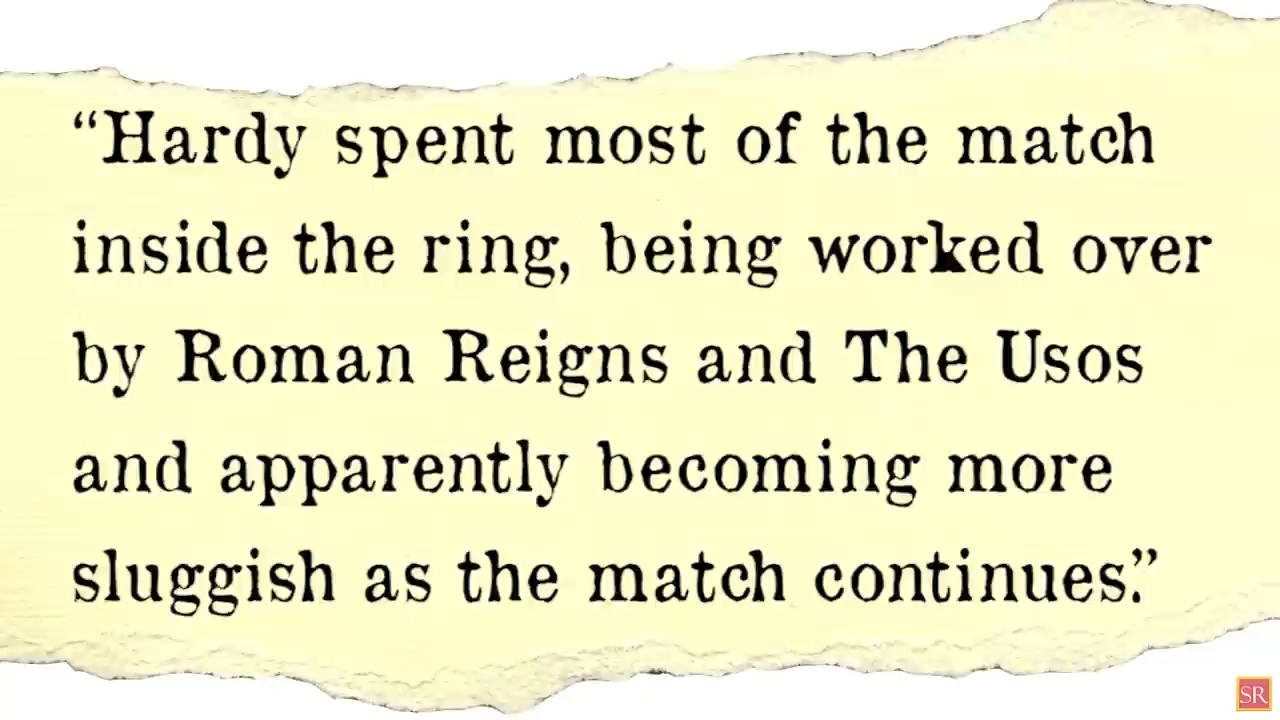 “Hardy spent most of the match
inside the ring, being worked over
by Roman Reigns and The Usos
and apparently becoming more
sluggish as the match continues.”
SR